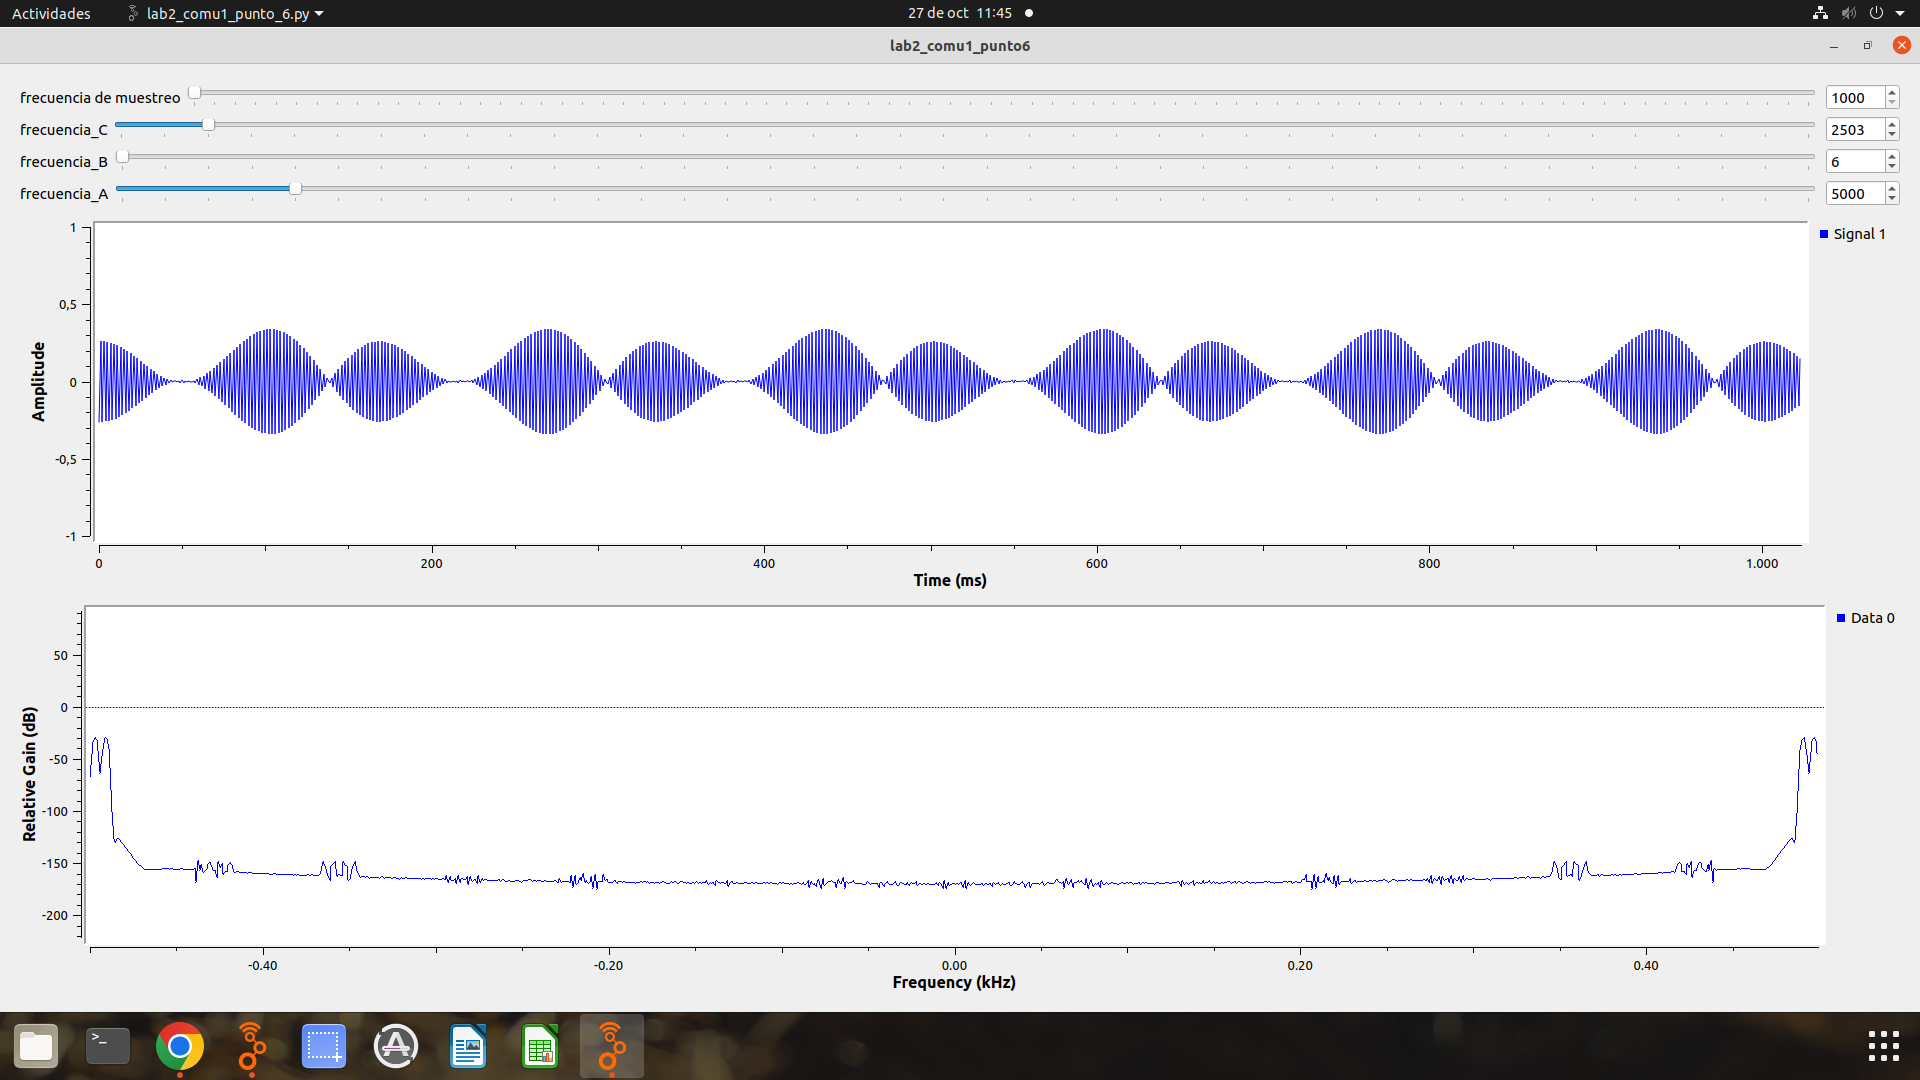 Actividades lab2_comu1_punto_6.py 27 de oct 11:45
lab2_comu1_punto6
frecuencia de muestreo 1000
frecuencia_C 2503
frecuencia_B 6
frecuencia_A 5000
Signal 1
1
0,5
0
-0,5
-1
Amplitude
0 200 400 600 800 1.000
Time (ms)
Data 0
50
0
-50
-100
-150
-200
Relative Gain (dB)
-0.40 -0.20 0.00 0.20 0.40
Frequency (kHz)
>_